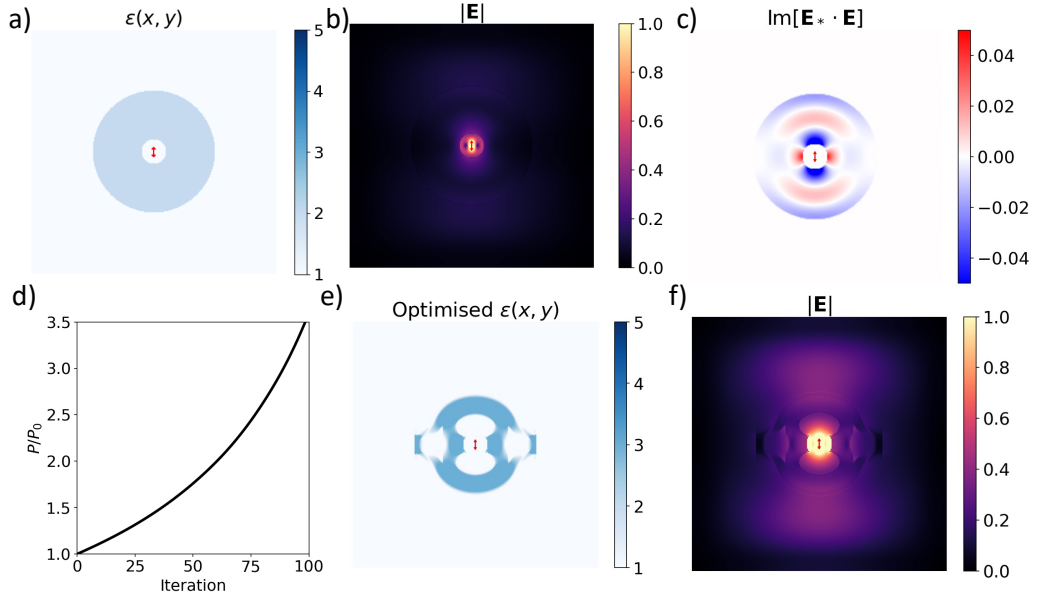 a)
ε(x, y)
5
4
3
2
1
b)
|E|
1.0
0.8
0.6
0.4
0.2
0.0
c)
Im[E* · E]
0.04
0.02
0.00
−0.02
−0.04
d)
P/P₀
3.5
3.0
2.5
2.0
1.5
1.0
0 25 50 75 100
Iteration
e)
Optimised ε(x, y)
5
4
3
2
1
f)
|E|
1.0
0.8
0.6
0.4
0.2
0.0